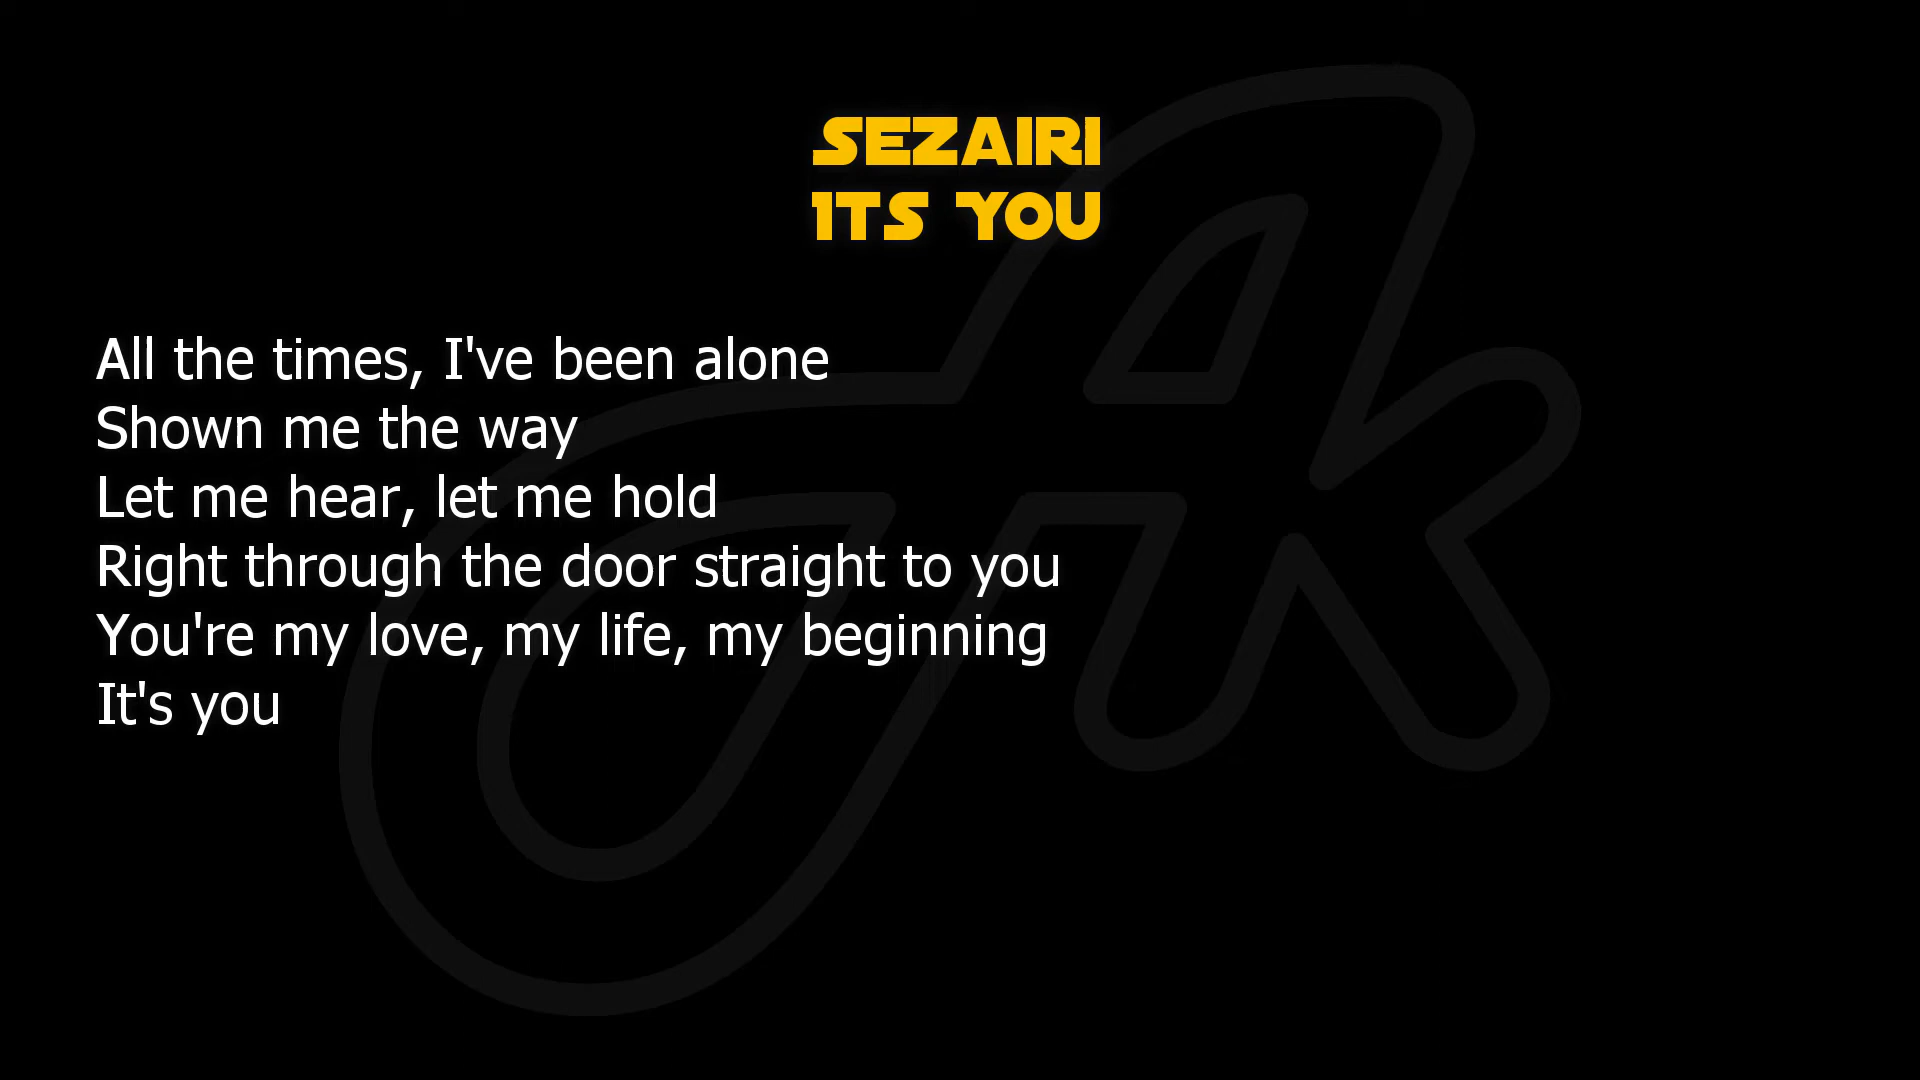 SEZAIRI
ITS YOU
All the times, I've been alone
Shown me the way
Let me hear, let me hold
Right through the door straight to you
You're my love, my life, my beginning
It's you